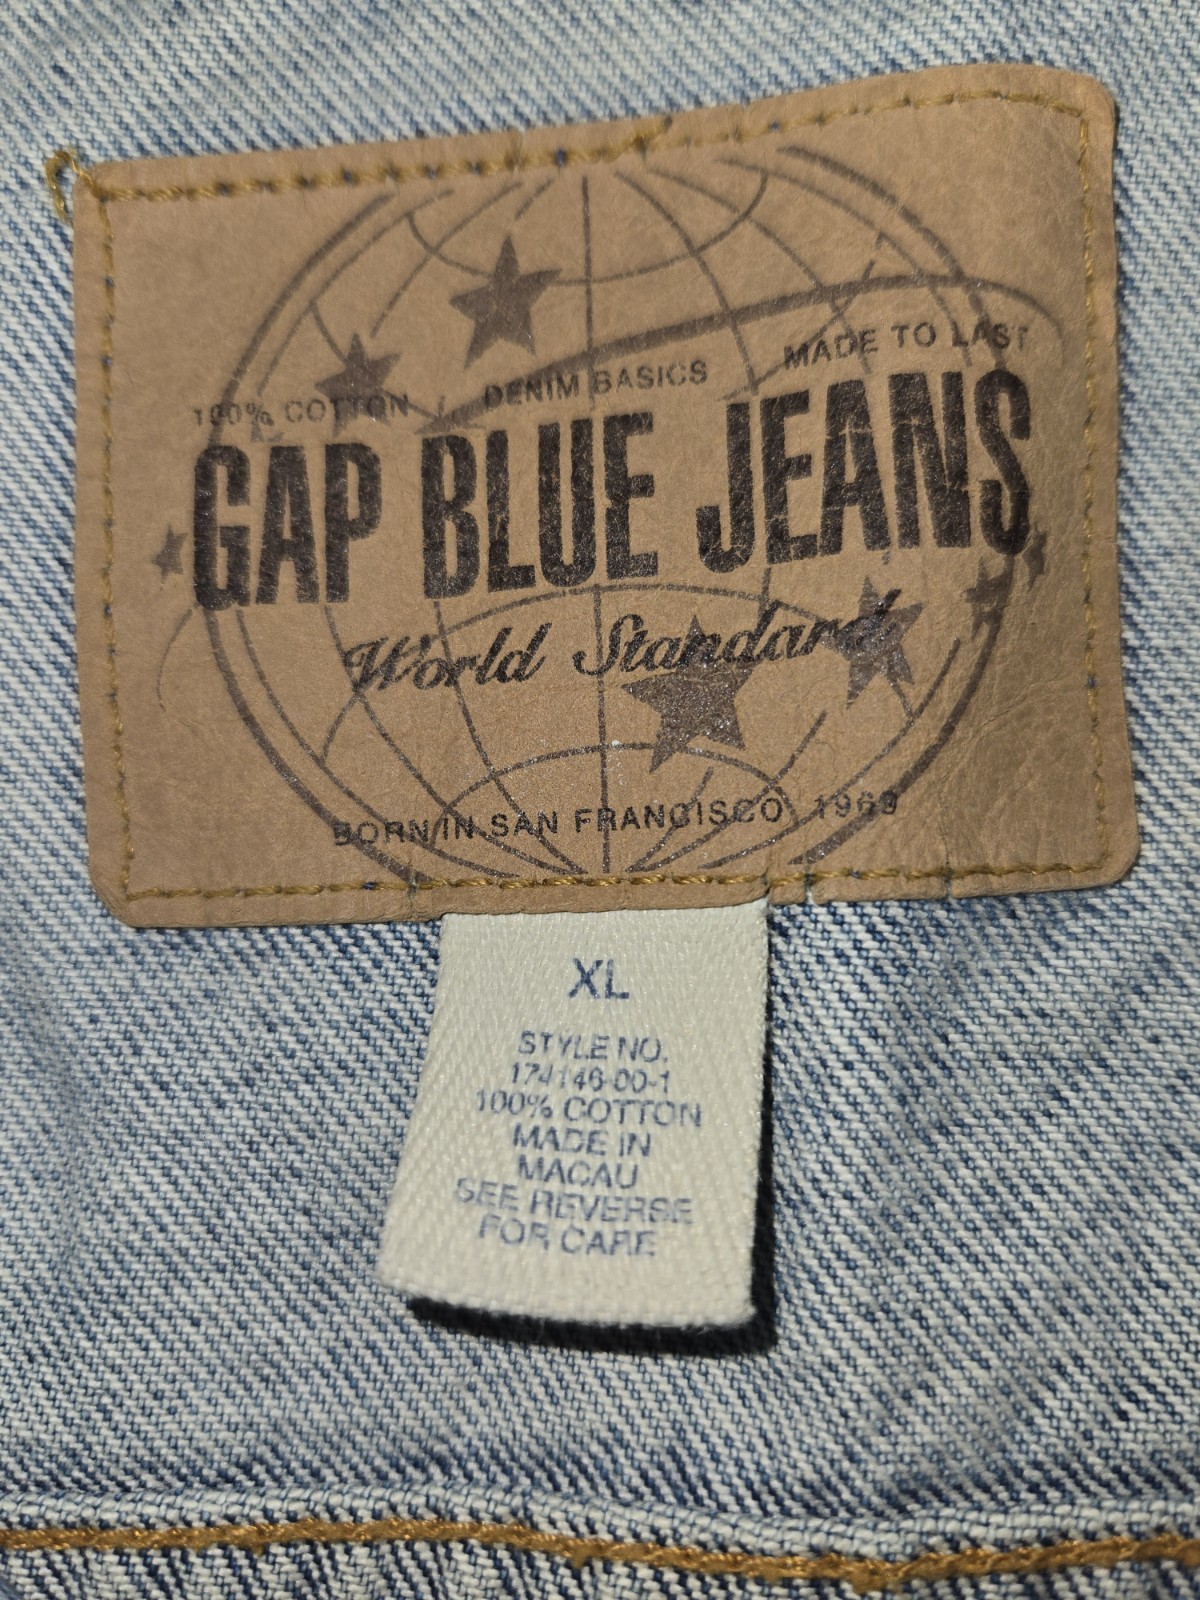 100% COTTON DENIM BASICS MADE TO LAST
GAP BLUE JEANS
World Standard
BORN IN SAN FRANCISCO 1969
XL
STYLE NO.
174146-00-1
100% COTTON
MADE IN
MACAU
SEE REVERSE
FOR CARE